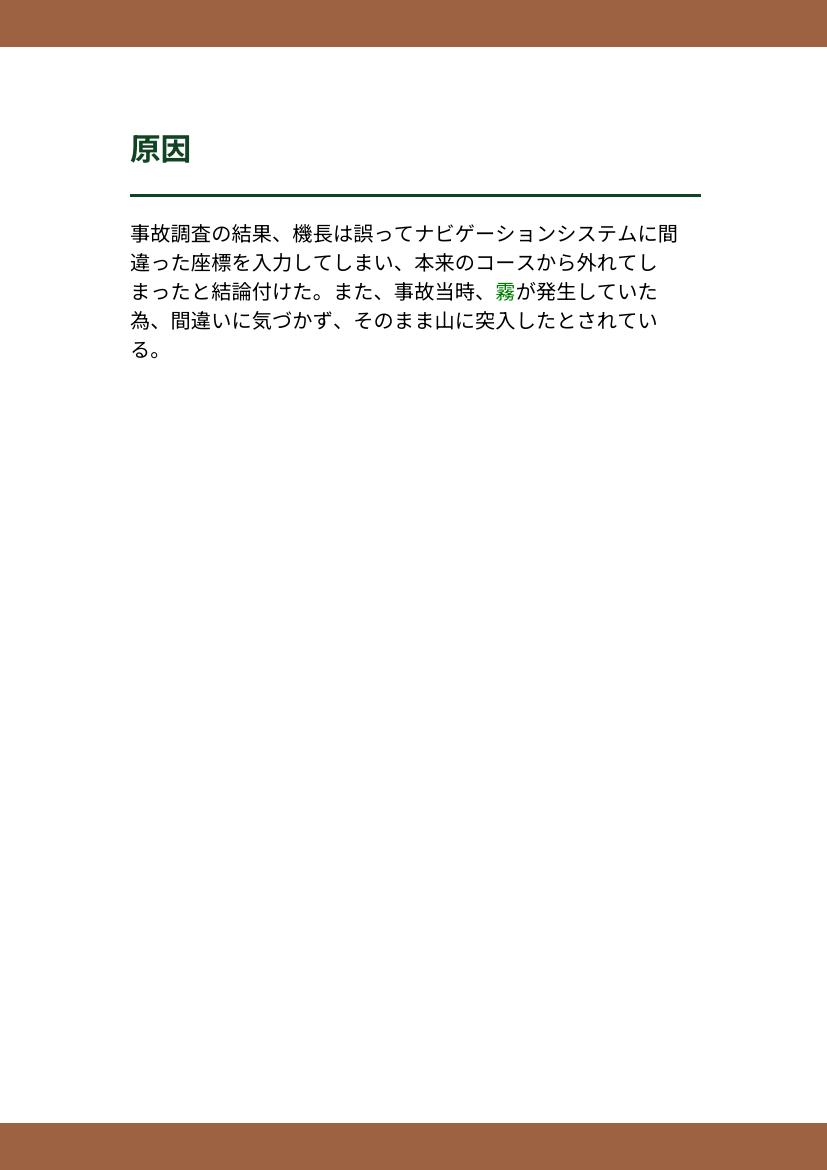 原因
事故調査の結果、機長は誤ってナビゲーションシステムに間
違った座標を入力してしまい、本来のコースから外れてし
まったと結論付けた。また、事故当時、霧が発生していた
為、間違いに気づかず、そのまま山に突入したとされてい
る。